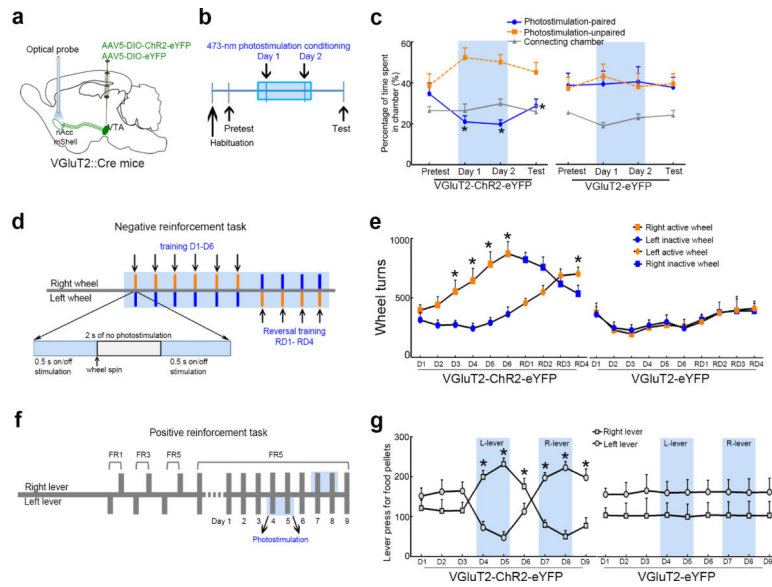 a
Optical probe
AAV5-DIO-ChR2-eYFP
AAV5-DIO-eYFP
nAcc
mShell
VTA
VGluT2::Cre mice
b
473-nm photostimulation conditioning
Day 1
Day 2
Pretest
Test
Habituation
c
Photostimulation-paired
Photostimulation-unpaired
Connecting chamber
Percentage of time spent
in chamber (%)
60
40
20
0
Pretest Day 1 Day 2 Test
Pretest Day 1 Day 2 Test
VGluT2-ChR2-eYFP
VGluT2-eYFP
d
Negative reinforcement task
training D1-D6
Right wheel
Left wheel
2 s of no photostimulation
Reversal training
RD1- RD4
0.5 s on/off
stimulation
wheel spin
0.5 s on/off
stimulation
e
Right active wheel
Left inactive wheel
Left active wheel
Right inactive wheel
Wheel turns
1000
500
0
D1 D2 D3 D4 D5 D6 RD1 RD2 RD3 RD4
D1 D2 D3 D4 D5 D6 RD1 RD2 RD3 RD4
VGluT2-ChR2-eYFP
VGluT2-eYFP
f
Positive reinforcement task
FR1 FR3 FR5 FR5
Right lever
Left lever
Day 1 2 3 4 5 6 7 8 9
Photostimulation
g
Right lever
Left lever
Lever press for food pellets
300
200
100
0
L-lever
R-lever
L-lever
R-lever
D1 D2 D3 D4 D5 D6 D7 D8 D9
D1 D2 D3 D4 D5 D6 D7 D8 D9
VGluT2-ChR2-eYFP
VGluT2-eYFP